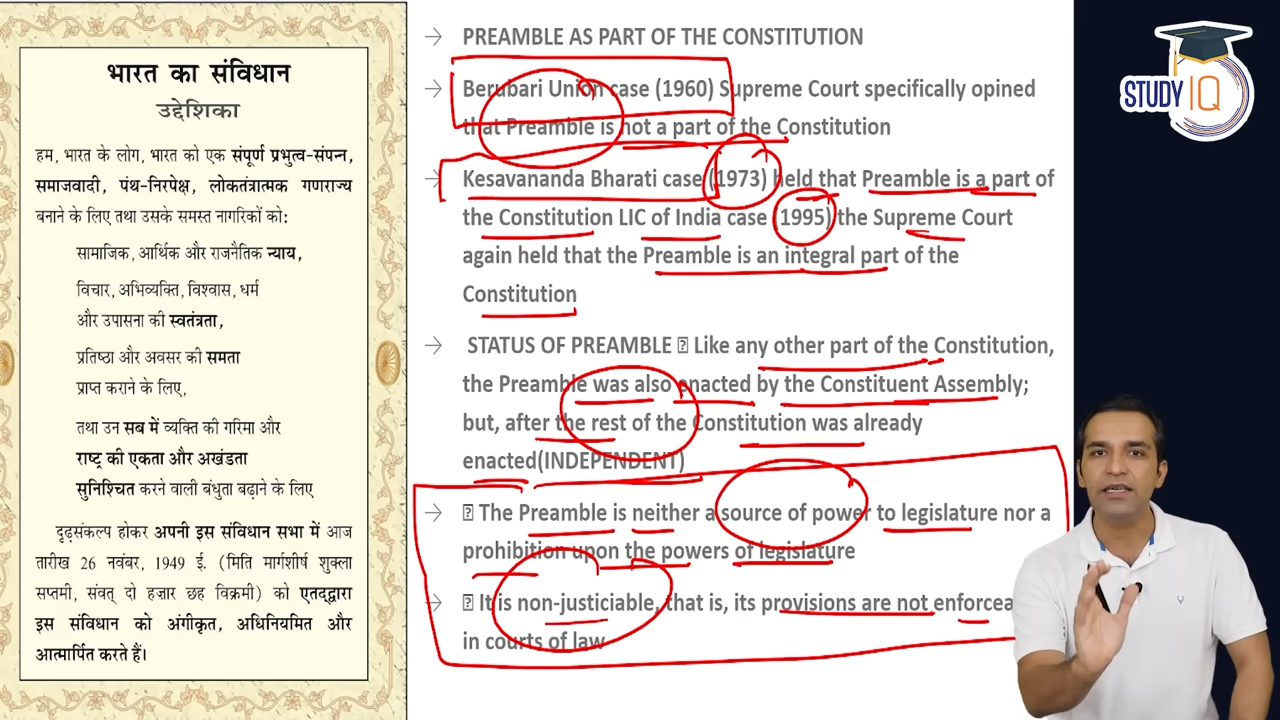 भारत का संविधान
उद्देशिका
हम, भारत के लोग, भारत को एक संपूर्ण प्रभुत्व-संपन्न,
समाजवादी, पंथ-निरपेक्ष, लोकतंत्रात्मक गणराज्य
बनाने के लिए तथा उसके समस्त नागरिकों को:
सामाजिक, आर्थिक और राजनैतिक न्याय,
विचार, अभिव्यक्ति, विश्वास, धर्म
और उपासना की स्वतंत्रता,
प्रतिष्ठा और अवसर की समता
प्राप्त कराने के लिए,
तथा उन सब में व्यक्ति की गरिमा और
राष्ट्र की एकता और अखंडता
सुनिश्चित करने वाली बंधुता बढ़ाने के लिए
दृढ़संकल्प होकर अपनी इस संविधान सभा में आज
तारीख 26 नवंबर, 1949 ई. (मिति मार्गशीर्ष शुक्ला
सप्तमी, संवत् दो हजार छह विक्रमी) को एतद्द्वारा
इस संविधान को अंगीकृत, अधिनियमित और
आत्मार्पित करते हैं।
PREAMBLE AS PART OF THE CONSTITUTION
Berubari Union case (1960) Supreme Court specifically opined
that Preamble is not a part of the Constitution
Kesavananda Bharati case (1973) held that Preamble is a part of
the Constitution LIC of India case (1995) the Supreme Court
again held that the Preamble is an integral part of the
Constitution
STATUS OF PREAMBLE Like any other part of the Constitution,
the Preamble was also enacted by the Constituent Assembly;
but, after the rest of the Constitution was already
enacted(INDEPENDENT)
The Preamble is neither a source of power to legislature nor a
prohibition upon the powers of legislature
It is non-justiciable, that is, its provisions are not
in courts of law
STUDY IQ